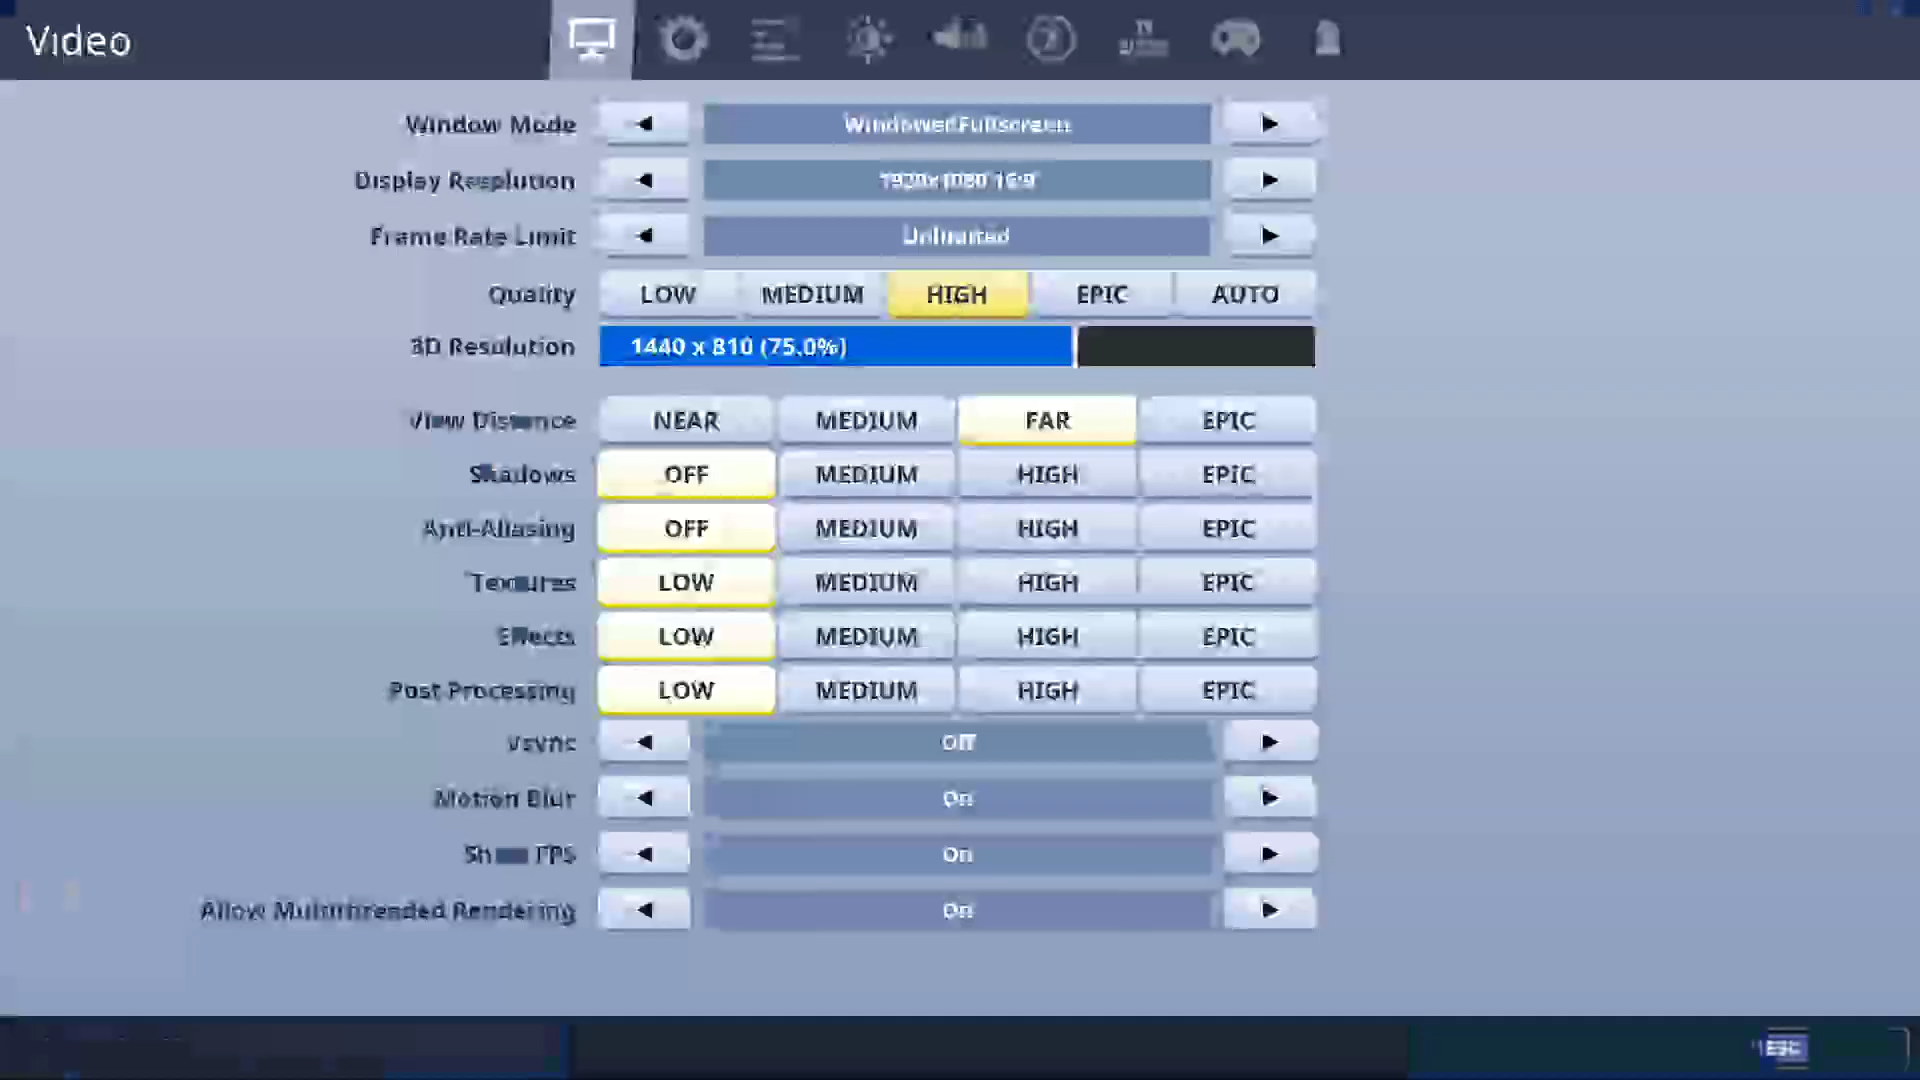 Video
Window Mode ◀ Windowed Fullscreen ▶
Display Resolution ◀ 1920x1080 16:9 ▶
Frame Rate Limit ◀ Unlimited ▶
Quality LOW MEDIUM HIGH EPIC AUTO
3D Resolution 1440 x 810 (75.0%)
View Distance NEAR MEDIUM FAR EPIC
Shadows OFF MEDIUM HIGH EPIC
Anti-Aliasing OFF MEDIUM HIGH EPIC
Textures LOW MEDIUM HIGH EPIC
Effects LOW MEDIUM HIGH EPIC
Post Processing LOW MEDIUM HIGH EPIC
Vsync ◀ Off ▶
Motion Blur ◀ On ▶
Show FPS ◀ On ▶
Allow Multithreaded Rendering ◀ On ▶
ESC